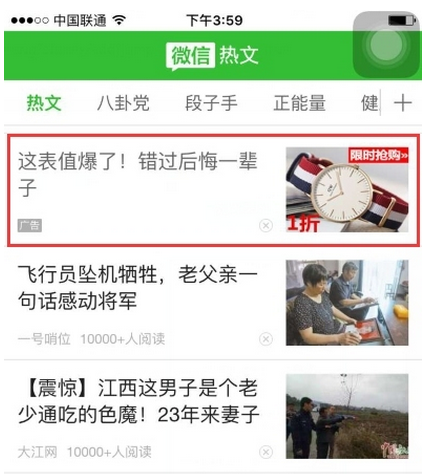 中国联通 下午3:59
微信 热文
热文 八卦党 段子手 正能量 健
这表值爆了！错过后悔一辈
子
广告
限时抢购»
1折
飞行员坠机牺牲，老父亲一
句话感动将军
一号哨位 10000+人阅读
【震惊】江西这男子是个老
少通吃的色魔！23年来妻子
大江网 10000+人阅读